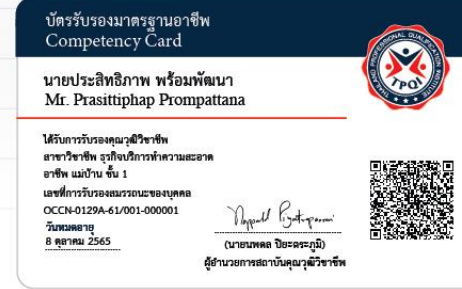 บัตรรับรองมาตรฐานอาชีพ
Competency Card
นายประสิทธิภาพ พร้อมพัฒนา
Mr. Prasittiphap Prompattana
ได้รับการรับรองคุณวุฒิวิชาชีพ
สาขาวิชาชีพ ธุรกิจบริการทำความสะอาด
อาชีพ แม่บ้าน ชั้น 1
เลขที่การรับรองสมรรถนะของบุคคล
OCCN-0129A-61/001-000001
วันหมดอายุ
8 ตุลาคม 2565
(นายนพดล ปิยะตระภูมิ)
ผู้อำนวยการสถาบันคุณวุฒิวิชาชีพ
THAILAND PROFESSIONAL QUALIFICATION INSTITUTE
TPQI